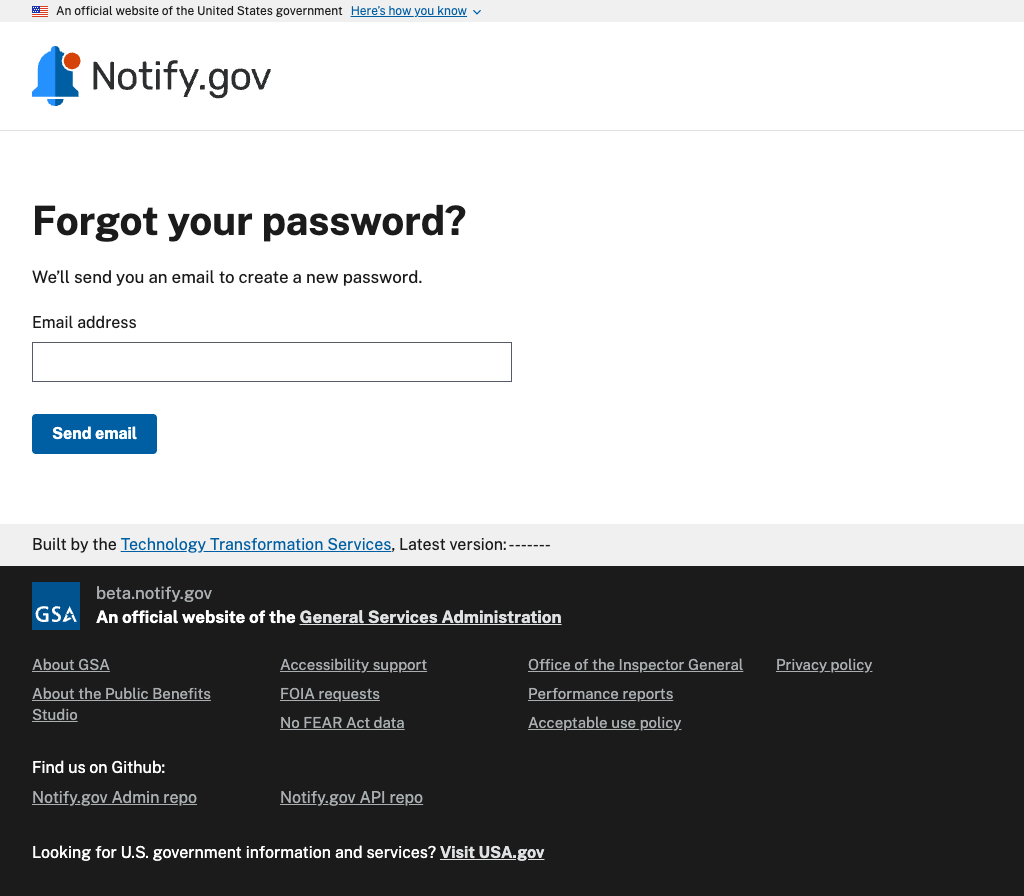 An official website of the United States government Here's how you know
Notify.gov
Forgot your password?
We’ll send you an email to create a new password.
Email address
Send email
Built by the Technology Transformation Services, Latest version: -------
GSA
beta.notify.gov
An official website of the General Services Administration
About GSA
About the Public Benefits
Studio
Accessibility support
FOIA requests
No FEAR Act data
Office of the Inspector General
Performance reports
Acceptable use policy
Privacy policy
Find us on Github:
Notify.gov Admin repo
Notify.gov API repo
Looking for U.S. government information and services? Visit USA.gov